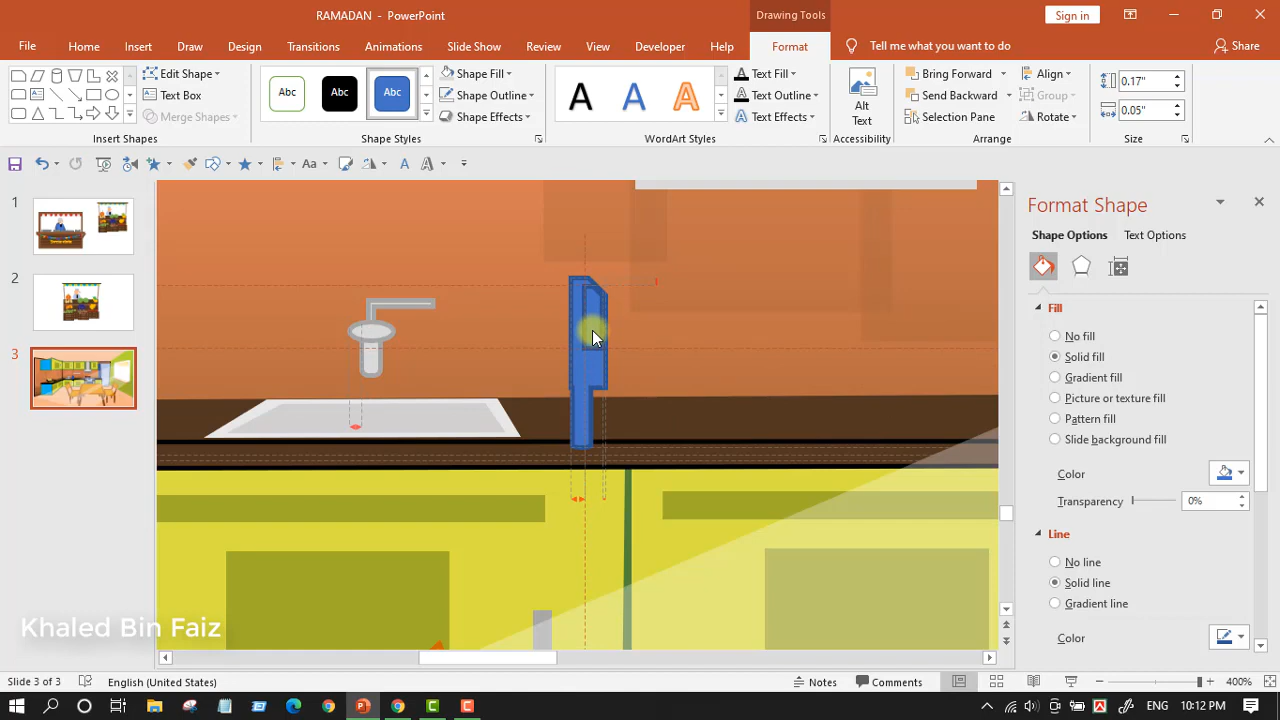 RAMADAN - PowerPoint
Drawing Tools
Sign in
File
Home
Insert
Draw
Design
Transitions
Animations
Slide Show
Review
View
Developer
Help
Format
Tell me what you want to do
Share
Edit Shape
Text Box
Merge Shapes
Insert Shapes
Abc
Abc
Abc
Shape Fill
Shape Outline
Shape Effects
Shape Styles
A
A
A
Text Fill
Text Outline
Text Effects
WordArt Styles
Alt
Text
Accessibility
Bring Forward
Send Backward
Selection Pane
Align
Group
Rotate
Arrange
0.17"
0.05"
Size
Aa
A
A
1
2
3
Format Shape
Shape Options
Text Options
Fill
No fill
Solid fill
Gradient fill
Picture or texture fill
Pattern fill
Slide background fill
Color
Transparency
0%
Line
No line
Solid line
Gradient line
Color
Khaled Bin Faiz
Slide 3 of 3
English (United States)
Notes
Comments
400%
ENG
10:12 PM